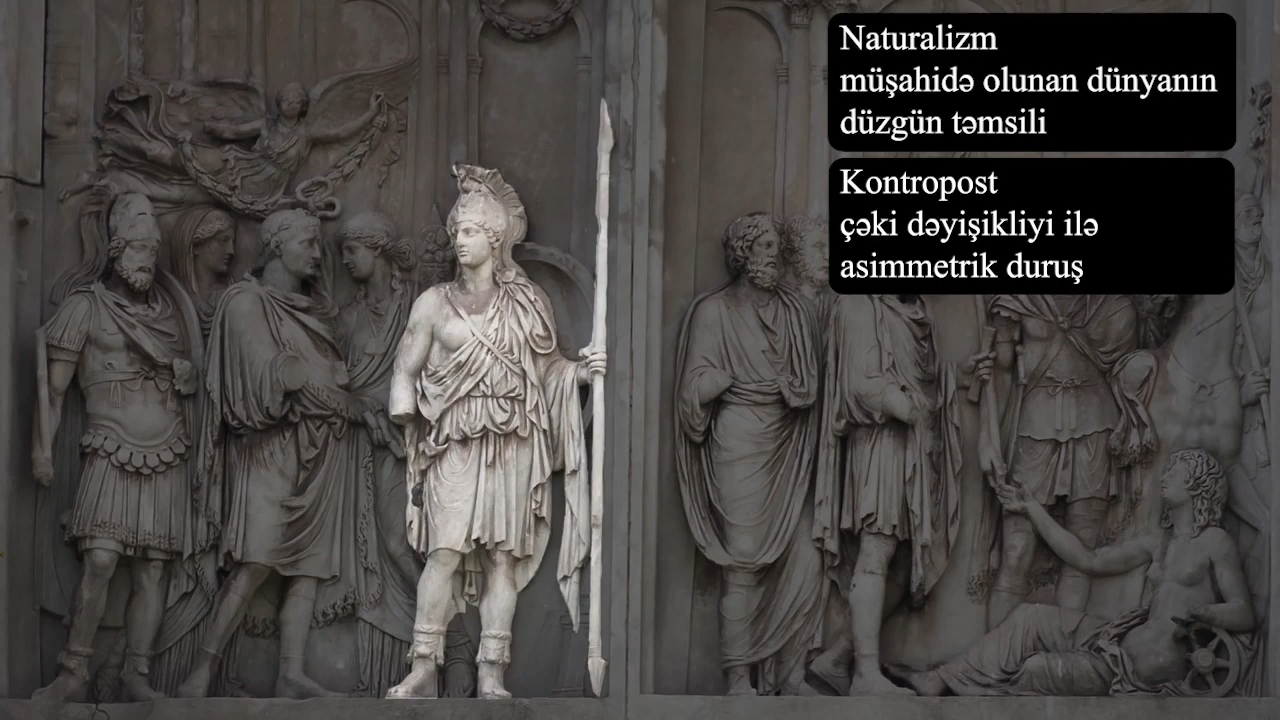 Naturalizm
müşahidə olunan dünyanın
düzgün təmsili
Kontropost
çəki dəyişikliyi ilə
asimmetrik duruş